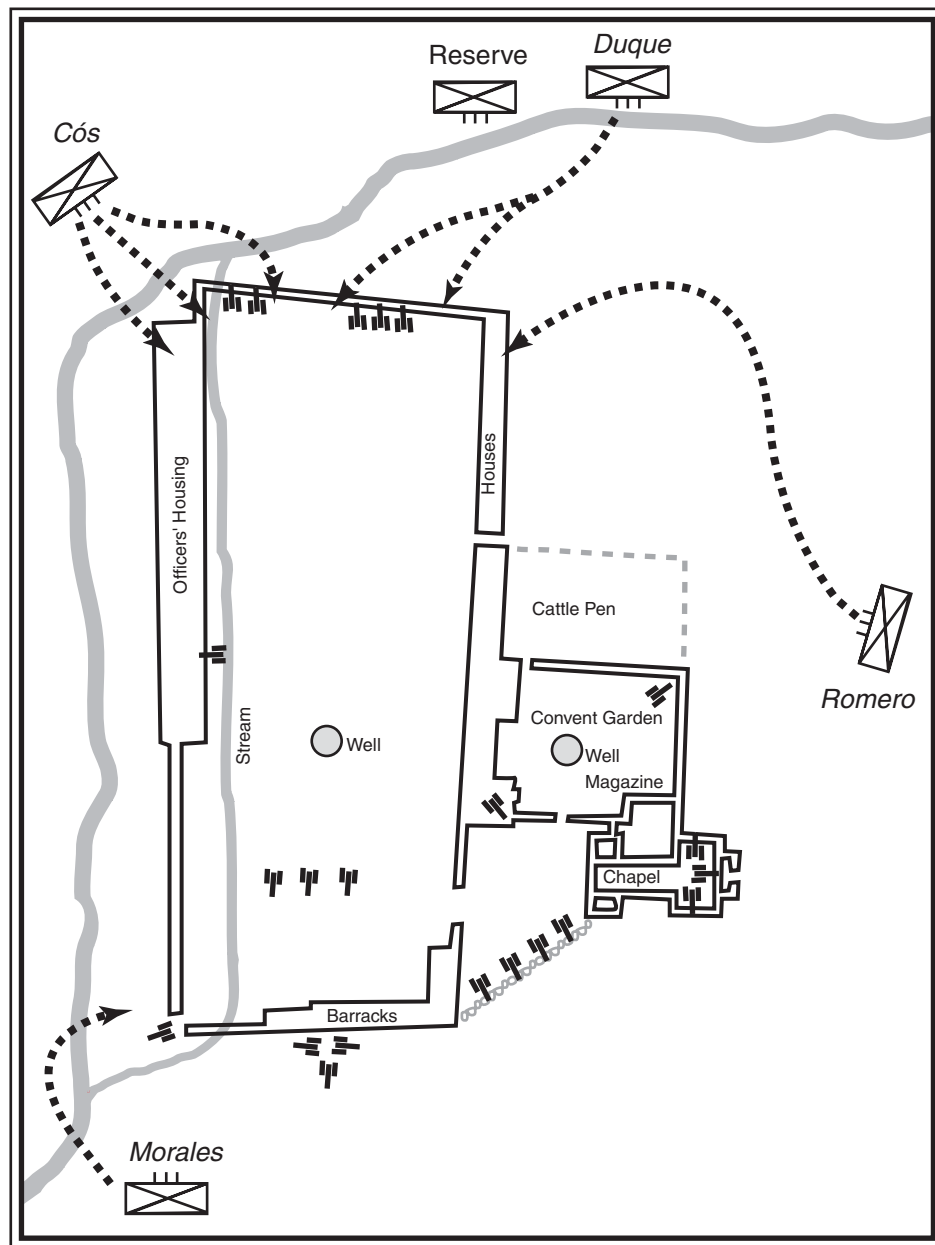 Duque
Reserve
Cós
Houses
Officers' Housing
Cattle Pen
Romero
Convent Garden
Stream
Well
Well
Magazine
Chapel
Barracks
Morales